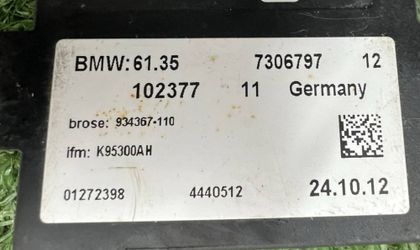 BMW: 61.35 7306797 12
102377 11 Germany
brose: 934367-110
ifm: K95300AH
01272398 4440512 24.10.12